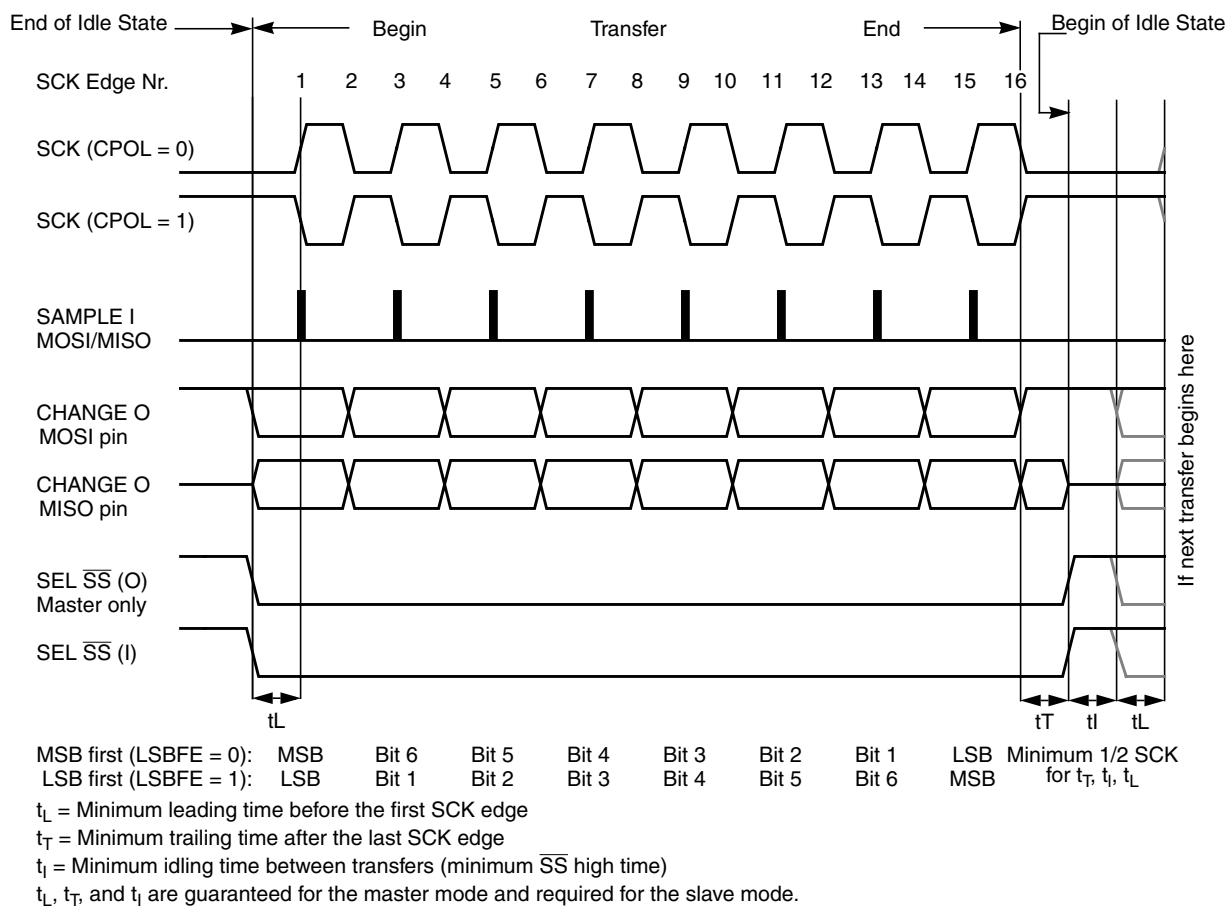 End of Idle State Begin Transfer End Begin of Idle State
SCK Edge Nr. 1 2 3 4 5 6 7 8 9 10 11 12 13 14 15 16
SCK (CPOL = 0)
SCK (CPOL = 1)
SAMPLE I
MOSI/MISO
CHANGE O
MOSI pin
CHANGE O
MISO pin
SEL SS (O)
Master only
SEL SS (I)
If next transfer begins here
tL tT tI tL
MSB first (LSBFE = 0): MSB Bit 6 Bit 5 Bit 4 Bit 3 Bit 2 Bit 1 LSB Minimum 1/2 SCK
LSB first (LSBFE = 1): LSB Bit 1 Bit 2 Bit 3 Bit 4 Bit 5 Bit 6 MSB for tT, tI, tL
tL = Minimum leading time before the first SCK edge
tT = Minimum trailing time after the last SCK edge
tI = Minimum idling time between transfers (minimum SS high time)
tL, tT, and tI are guaranteed for the master mode and required for the slave mode.